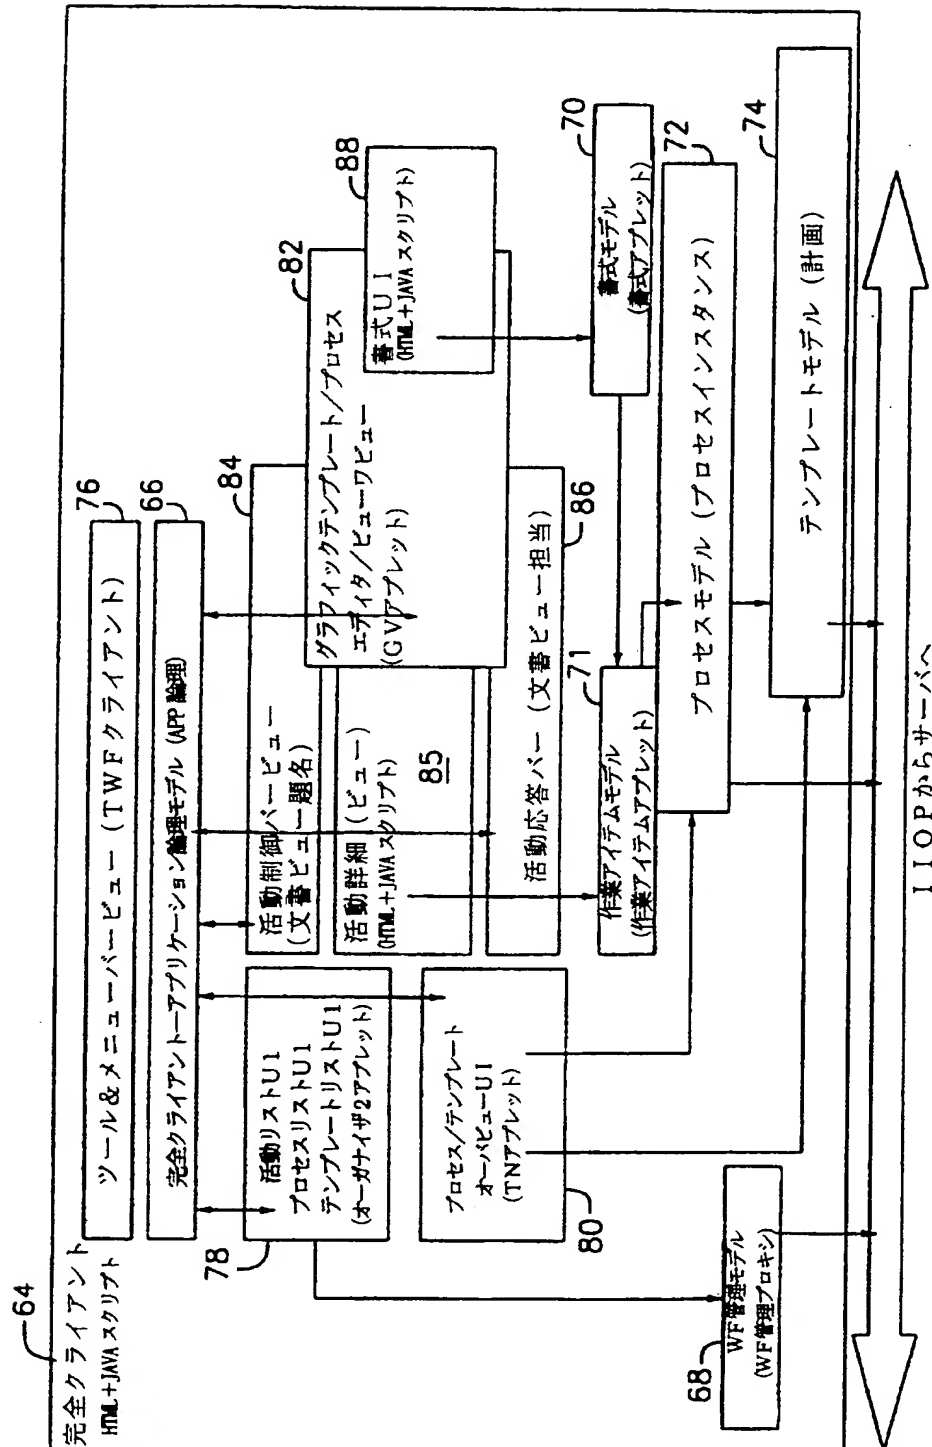 64
完全クライアント
HTML+JAVAスクリプト
76
ツール&メニューバービュー (TWFクライアント)
66
完全クライアント―アプリケーション論理モデル (APP論理)
78
活動リストU1
プロセスリストU1
テンプレートリストU1
(オーガナイザ2アプレット)
84
活動制御バービュー
(文書ビュー題名)
82
グラフィックテンプレート/プロセス
エディタ/ビューワビュー
(GVアプレット)
88
書式UI
(HTML+JAVAスクリプト)
活動詳細 (ビュー)
(HTML+JAVAスクリプト)
85
プロセス/テンプレート
オーバビューUI
(TNアプレット)
80
活動応答バー (文書ビュー担当)
86
70
書式モデル
(書式アプレット)
71
作業アイテムモデル
(作業アイテムアプレット)
72
プロセスモデル (プロセスインスタンス)
68
WF管理モデル
(WF管理プロキシ)
74
テンプレートモデル (計画)
IIOPからサーバへ